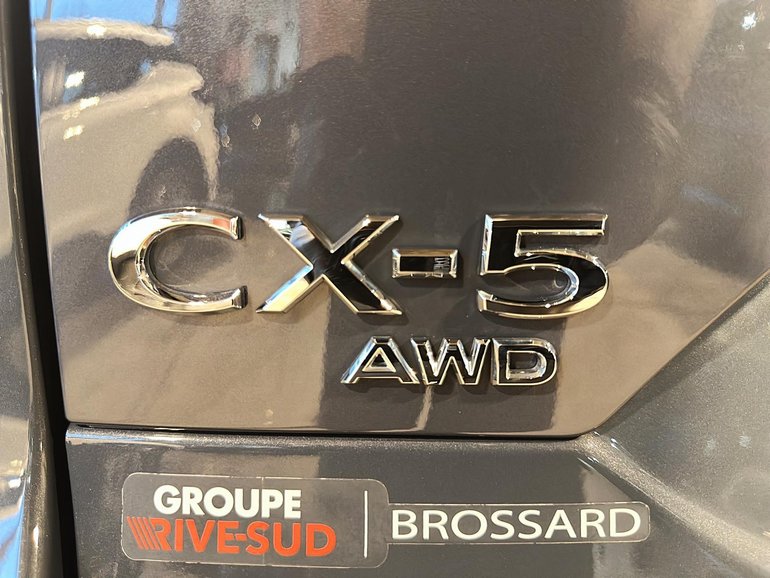 CX-5
AWD
GROUPE
RIVE-SUD
BROSSARD